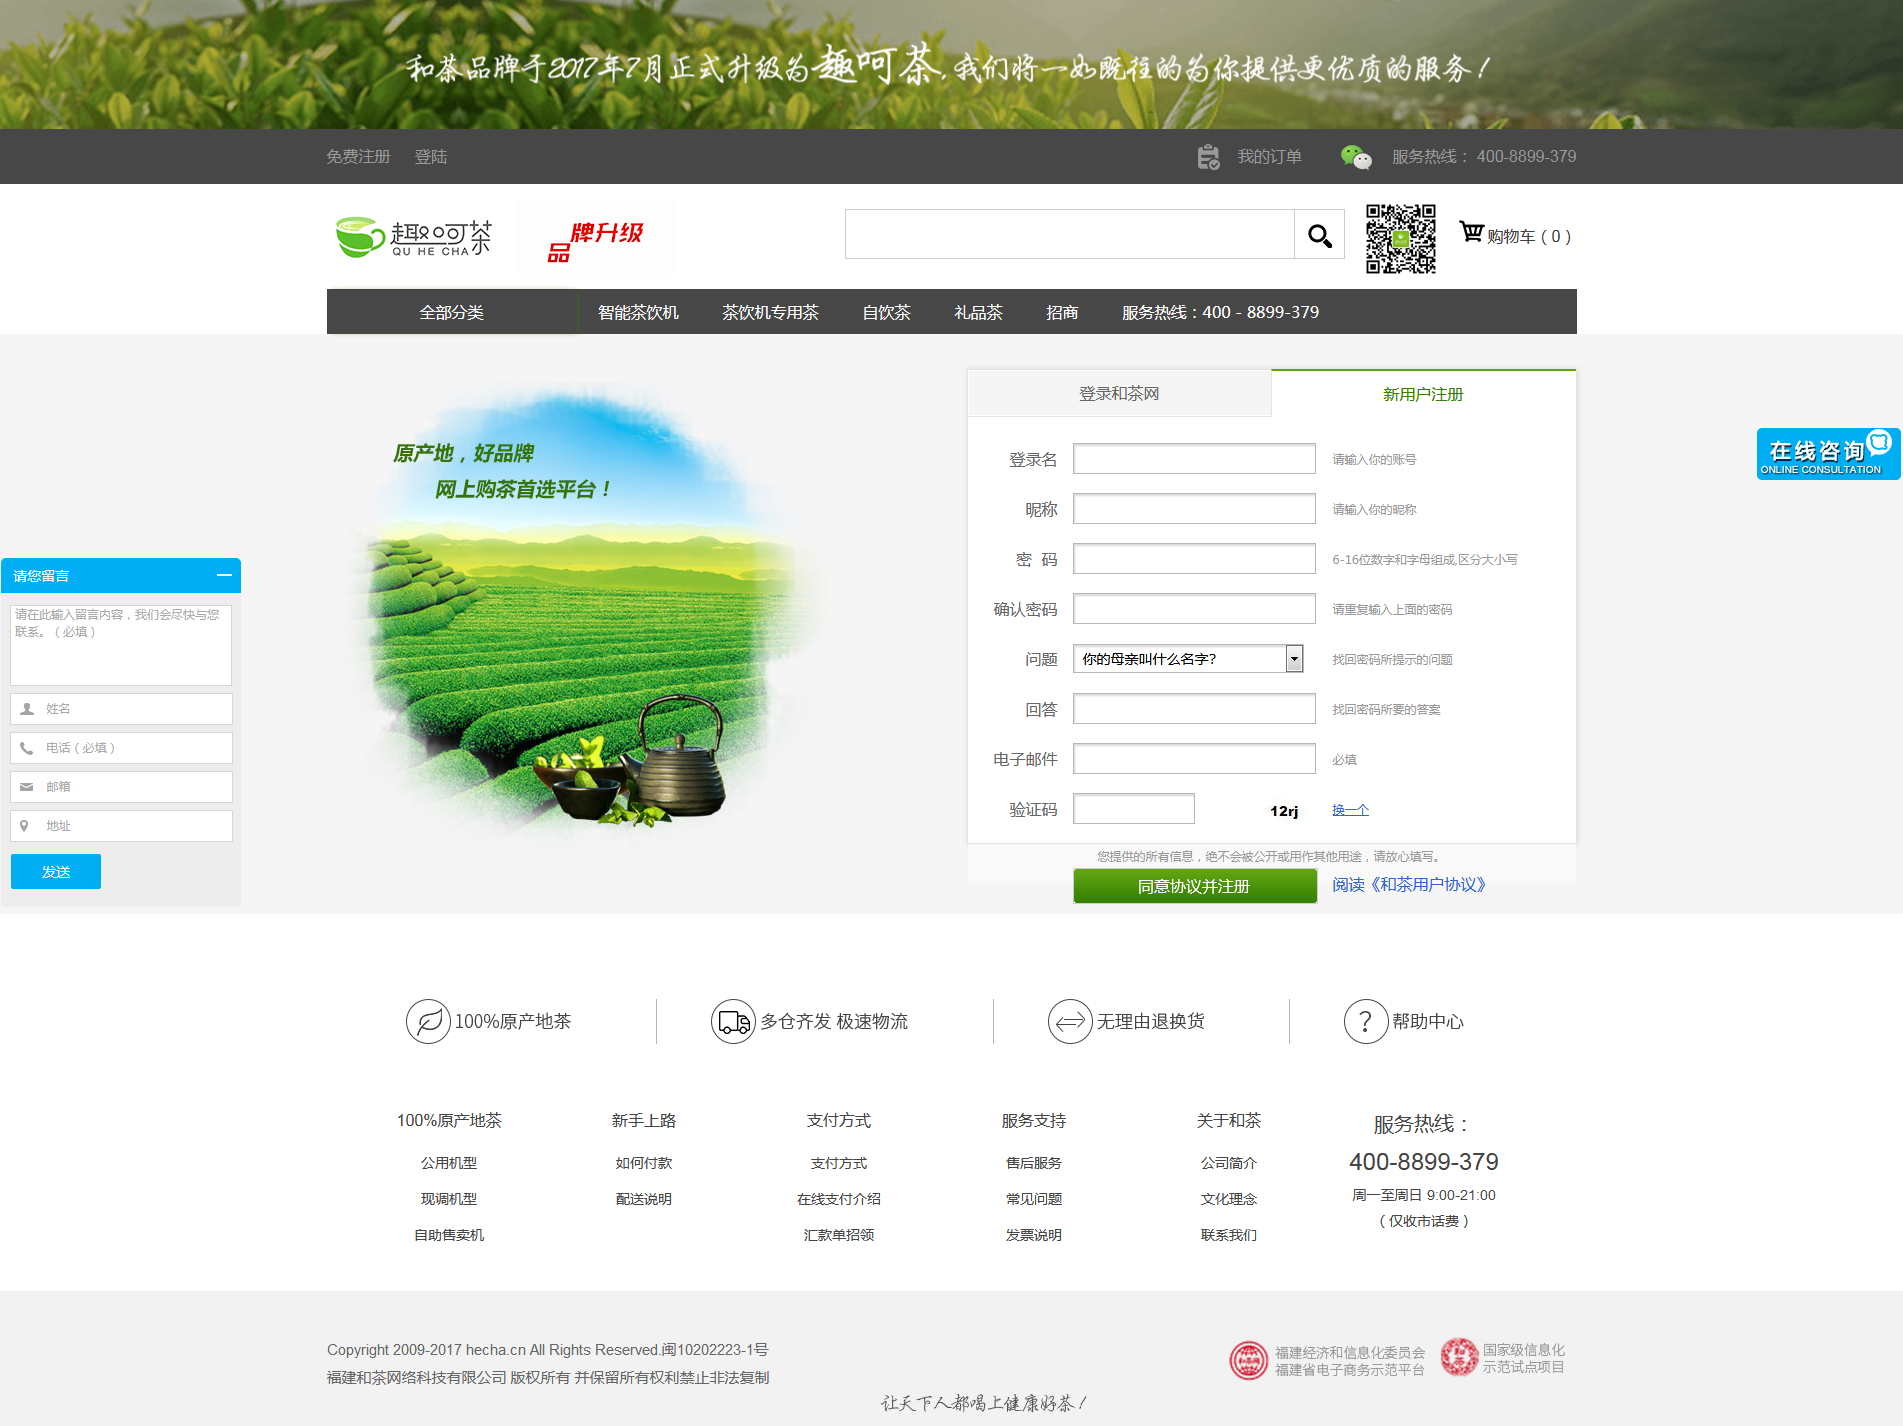 和茶品牌于2017年7月正式升级为趣呵茶,我们将一如既往的为你提供更优质的服务!
免费注册 登陆 我的订单 服务热线： 400-8899-379
趣呵茶
QU HE CHA
品牌升级
购物车（0）
全部分类 智能茶饮机 茶饮机专用茶 自饮茶 礼品茶 招商 服务热线：400 - 8899-379
原产地，好品牌
网上购茶首选平台！
登录和茶网 新用户注册
登录名 请输入你的账号
昵称 请输入你的昵称
密 码 6-16位数字和字母组成,区分大小写
确认密码 请重复输入上面的密码
问题 你的母亲叫什么名字? 找回密码所提示的问题
回答 找回密码所要的答案
电子邮件 必填
验证码 12rj 换一个
您提供的所有信息，绝不会被公开或用作其他用途，请放心填写。
同意协议并注册 阅读《和茶用户协议》
在线咨询
ONLINE CONSULTATION
请您留言
请在此输入留言内容，我们会尽快与您
联系。（必填）
姓名
电话（必填）
邮箱
地址
发送
100%原产地茶 多仓齐发 极速物流 无理由退换货 帮助中心
100%原产地茶
公用机型
现调机型
自助售卖机
新手上路
如何付款
配送说明
支付方式
支付方式
在线支付介绍
汇款单招领
服务支持
售后服务
常见问题
发票说明
关于和茶
公司简介
文化理念
联系我们
服务热线：
400-8899-379
周一至周日 9:00-21:00
（仅收市话费）
Copyright 2009-2017 hecha.cn All Rights Reserved.闽10202223-1号
福建和茶网络科技有限公司 版权所有 并保留所有权利禁止非法复制
福建经济和信息化委员会
福建省电子商务示范平台
国家级信息化
示范试点项目
让天下人都喝上健康好茶!